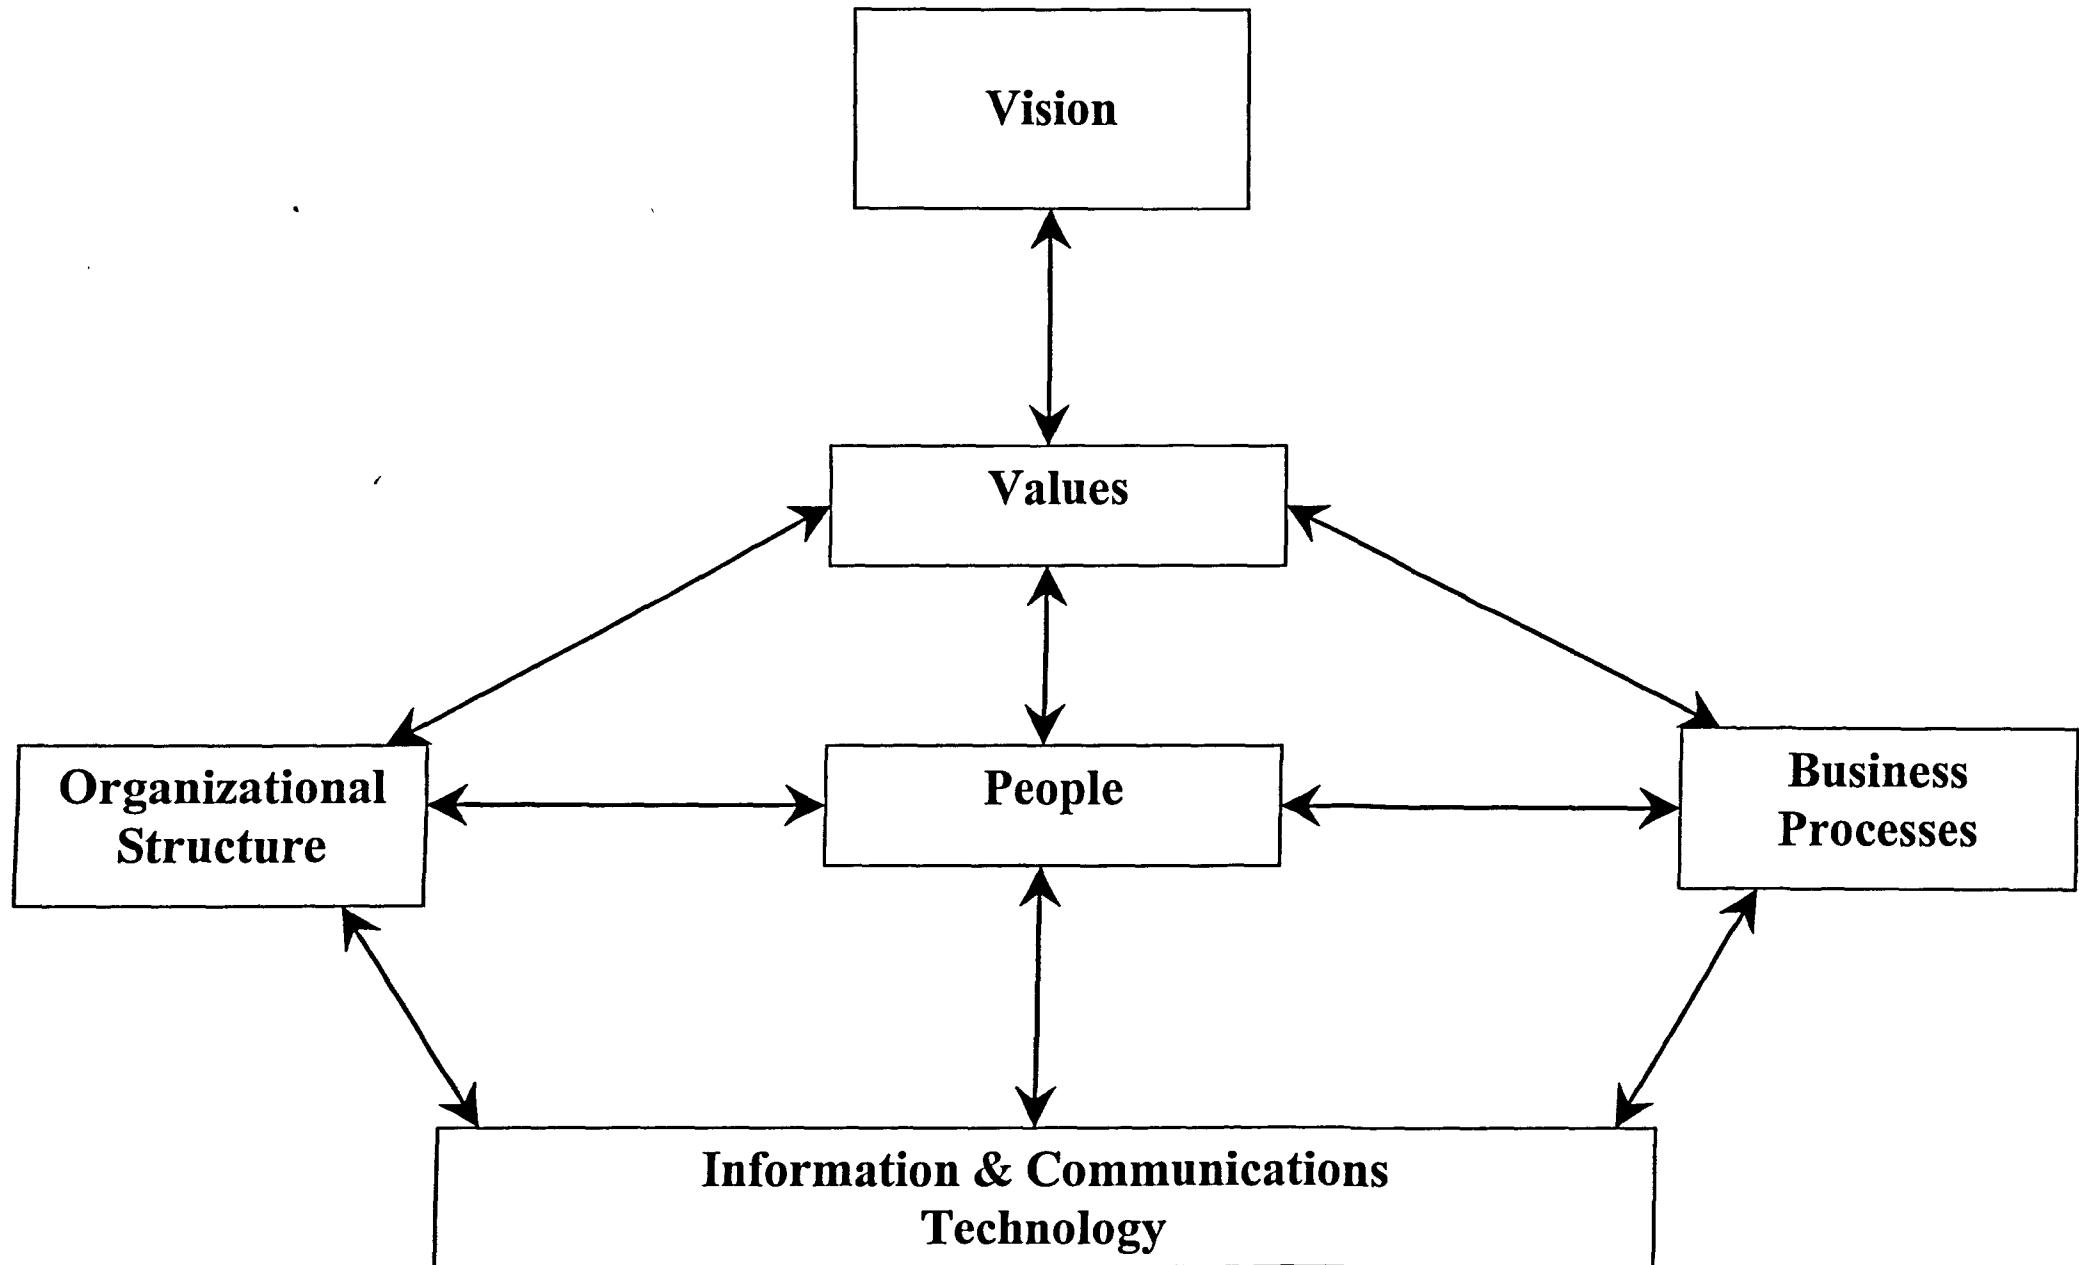 Vision
Values
Organizational
Structure
People
Business
Processes
Information & Communications
Technology